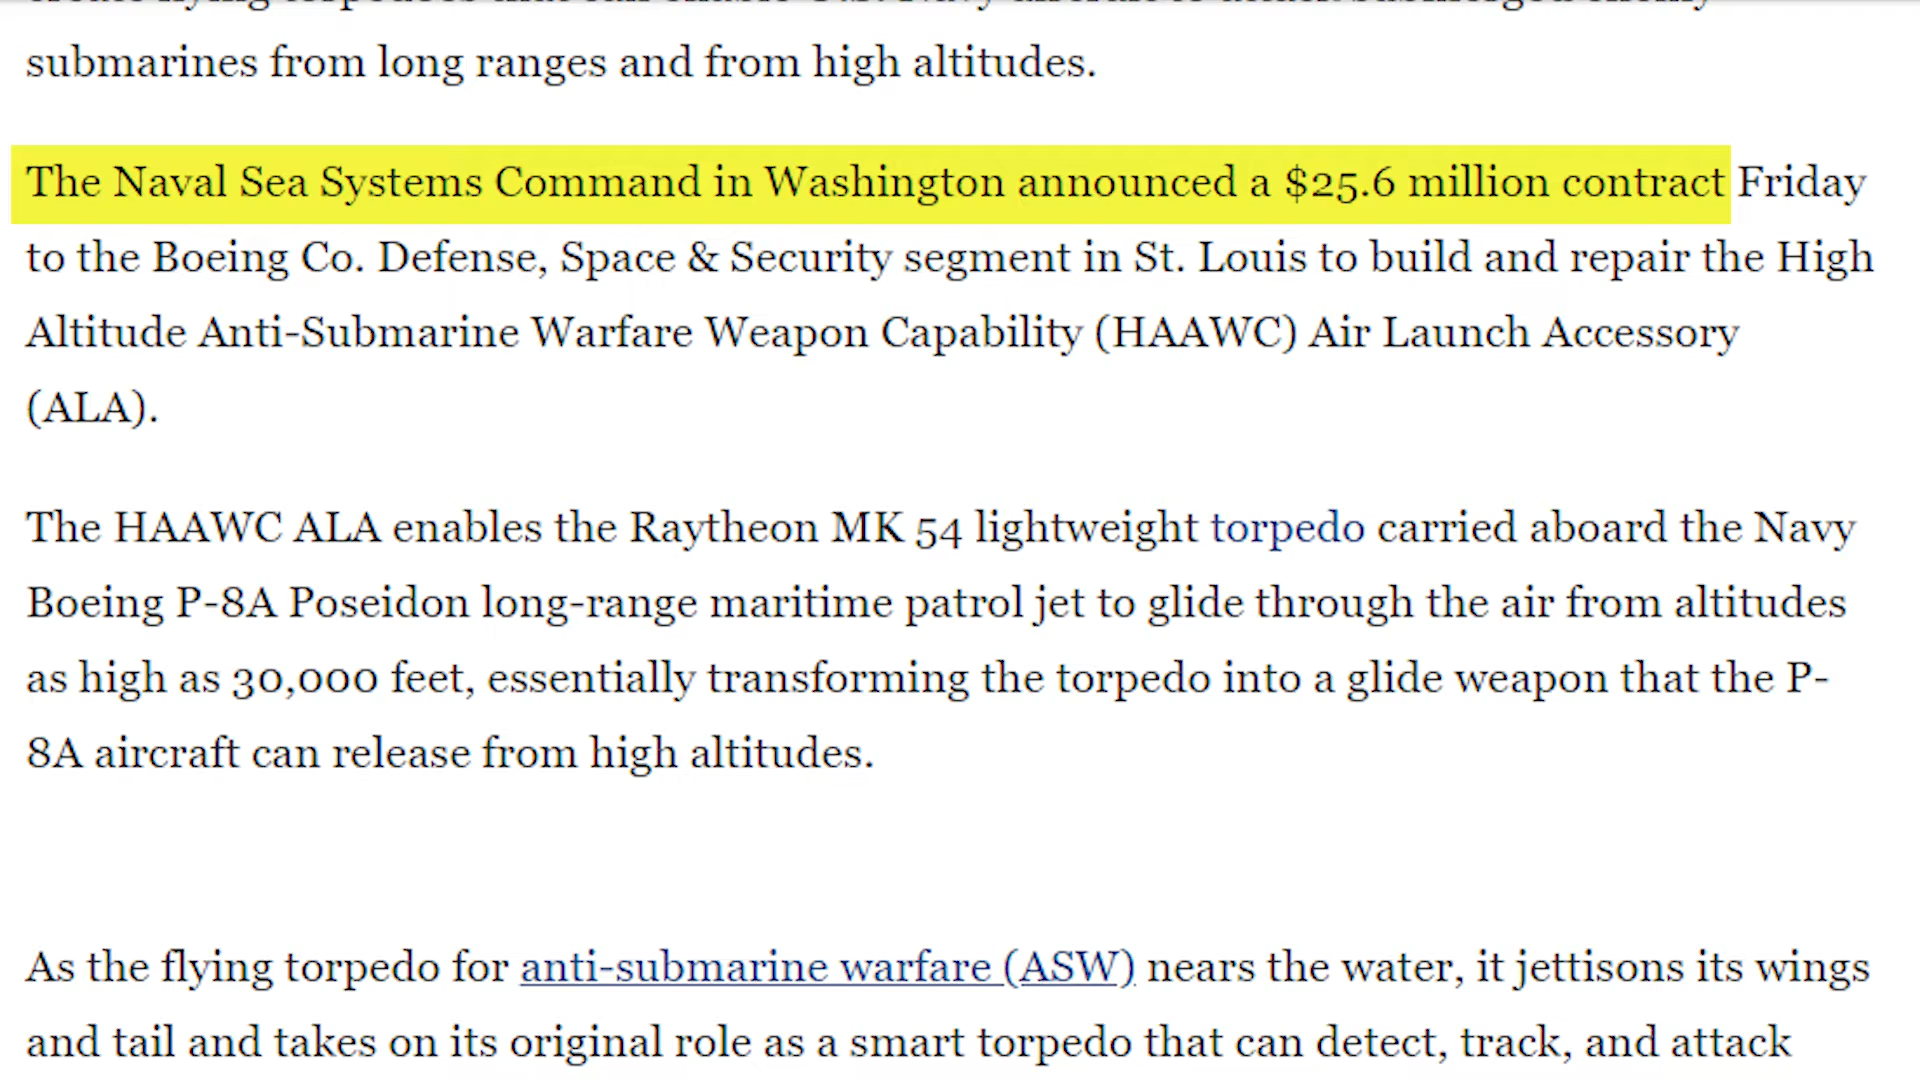 submarines from long ranges and from high altitudes.
The Naval Sea Systems Command in Washington announced a $25.6 million contract Friday
to the Boeing Co. Defense, Space & Security segment in St. Louis to build and repair the High
Altitude Anti-Submarine Warfare Weapon Capability (HAAWC) Air Launch Accessory
(ALA).
The HAAWC ALA enables the Raytheon MK 54 lightweight torpedo carried aboard the Navy
Boeing P-8A Poseidon long-range maritime patrol jet to glide through the air from altitudes
as high as 30,000 feet, essentially transforming the torpedo into a glide weapon that the P-
8A aircraft can release from high altitudes.
As the flying torpedo for anti-submarine warfare (ASW) nears the water, it jettisons its wings
and tail and takes on its original role as a smart torpedo that can detect, track, and attack